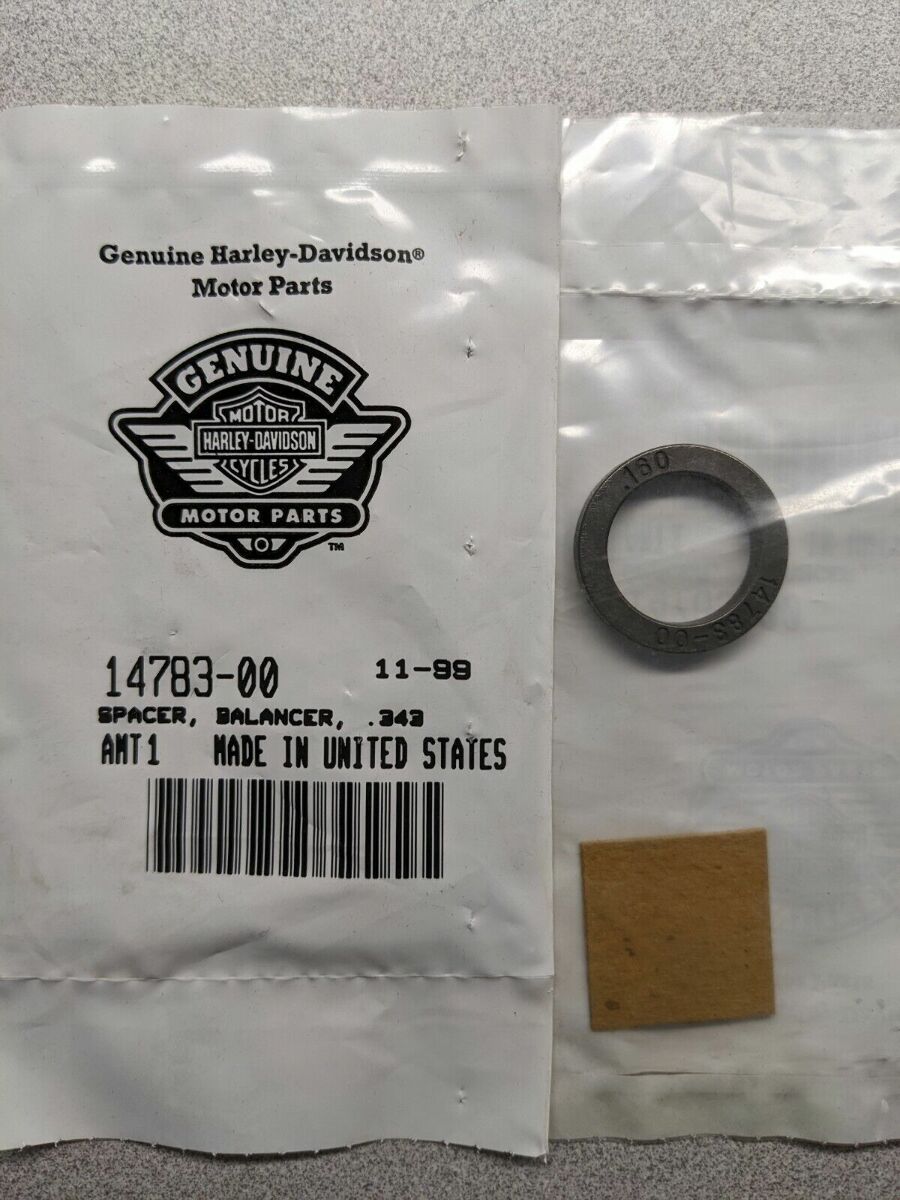 Genuine Harley-Davidson®
Motor Parts
GENUINE
MOTOR
HARLEY-DAVIDSON
CYCLES
MOTOR PARTS
TM
14783-00 11-99
SPACER, BALANCER, .343
AMT1 MADE IN UNITED STATES
.180
14783-00